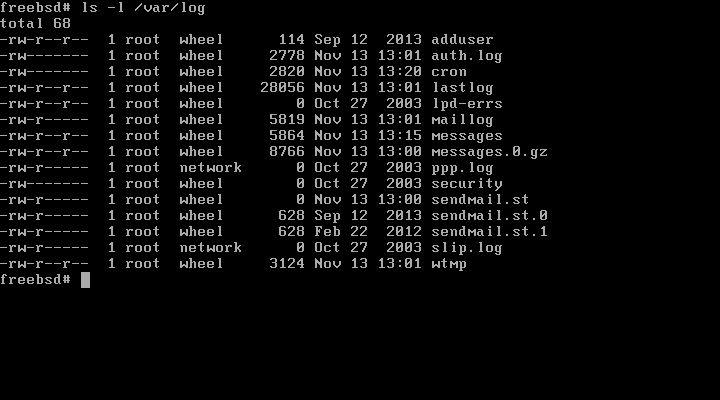 freebsd# ls -l /var/log
total 68
-rw-r--r--  1 root  wheel      114 Sep 12  2013 adduser
-rw-------  1 root  wheel     2778 Nov 13 13:01 auth.log
-rw-------  1 root  wheel     2820 Nov 13 13:20 cron
-rw-r--r--  1 root  wheel    28056 Nov 13 13:01 lastlog
-rw-r--r--  1 root  wheel        0 Oct 27  2003 lpd-errs
-rw-r-----  1 root  wheel     5819 Nov 13 13:01 maillog
-rw-r--r--  1 root  wheel     5864 Nov 13 13:15 messages
-rw-r--r--  1 root  wheel     8766 Nov 13 13:00 messages.0.gz
-rw-r-----  1 root  network      0 Oct 27  2003 ppp.log
-rw-------  1 root  wheel        0 Oct 27  2003 security
-rw-r-----  1 root  wheel        0 Nov 13 13:00 sendmail.st
-rw-r-----  1 root  wheel      628 Sep 12  2013 sendmail.st.0
-rw-r-----  1 root  wheel      628 Feb 22  2012 sendmail.st.1
-rw-r-----  1 root  network      0 Oct 27  2003 slip.log
-rw-r--r--  1 root  wheel     3124 Nov 13 13:01 wtmp
freebsd#